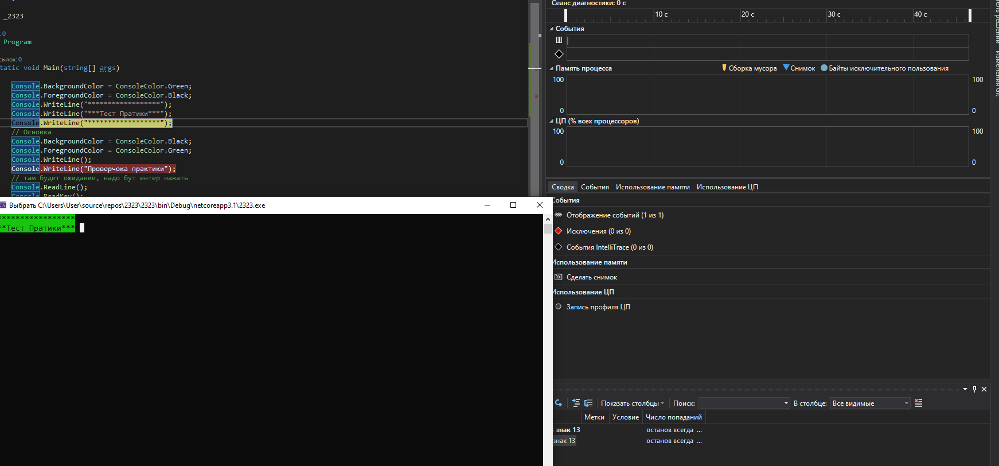 _2323
: 0
Program
сылок: 0
tatic void Main(string[] args)
Console.BackgroundColor = ConsoleColor.Green;
Console.ForegroundColor = ConsoleColor.Black;
Console.WriteLine("******************");
Console.WriteLine("***Тест Пратики***");
Console.WriteLine("******************");
// Основка
Console.BackgroundColor = ConsoleColor.Black;
Console.ForegroundColor = ConsoleColor.Green;
Console.WriteLine();
Console.WriteLine("Проверчока практики");
// там будет ожидание, надо бут ентер нажать
Console.ReadLine();
Console.ReadKey();
Выбрать C:\Users\User\source\repos\2323\2323\bin\Debug\netcoreapp3.1\2323.exe
*****************
**Тест Пратики***
Сеанс диагностики: 0 с
10 с 20 с 30 с 40 с
События
Память процесса Сборка мусора Снимок Байты исключительного пользования
100 100
0 0
ЦП (% всех процессоров)
100 100
0 0
Сводка События Использование памяти Использование ЦП
События
Отображение событий (1 из 1)
Исключения (0 из 0)
События IntelliTrace (0 из 0)
Использование памяти
Сделать снимок
Использование ЦП
Запись профиля ЦП
Показать столбцы Поиск: В столбце: Все видимые
Метки Условие Число попаданий
знак 13 останов всегда ...
знак 13 останов всегда ...
тель решений
Изменения Git